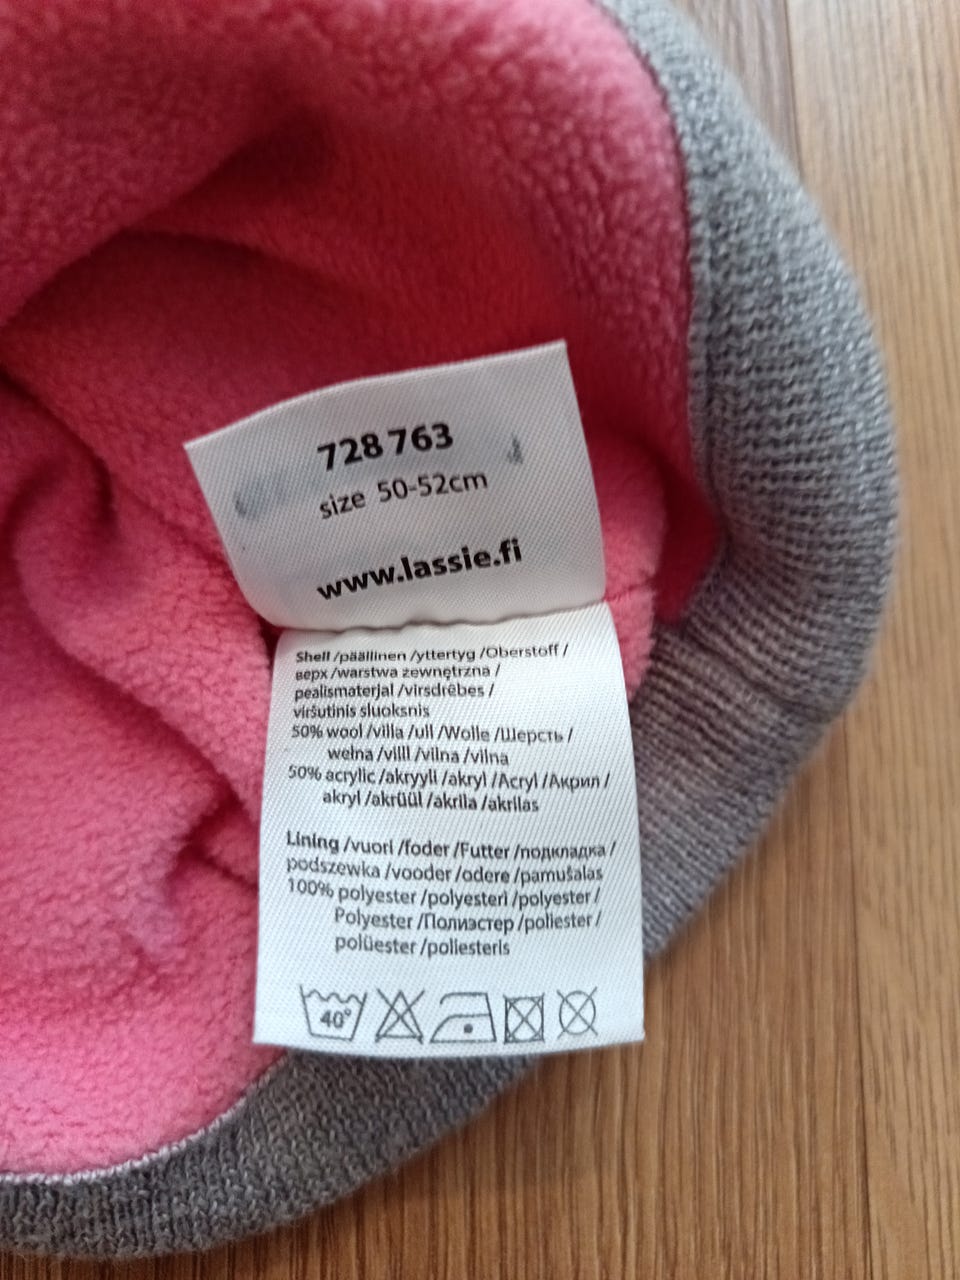 728 763
size 50-52cm
www.lassie.fi
Shell /päällinen /yttertyg /Oberstoff /
верх /warstwa zewnętrzna /
pealismaterjal /virsdrēbes /
viršutinis sluoksnis
50% wool /villa /ull /Wolle /Шерсть /
wełna /villi /vilna /vilna
50% acrylic /akryyli /akryl /Acryl /Акрил /
akryl /akrüül /akrila /akrilas
Lining /vuori /foder /Futter /подкладка /
podszewka /vooder /odere /pamušalas
100% polyester /polyesteri /polyester /
Polyester /Полиэстер /poliester /
polüester /poliesteris
40°